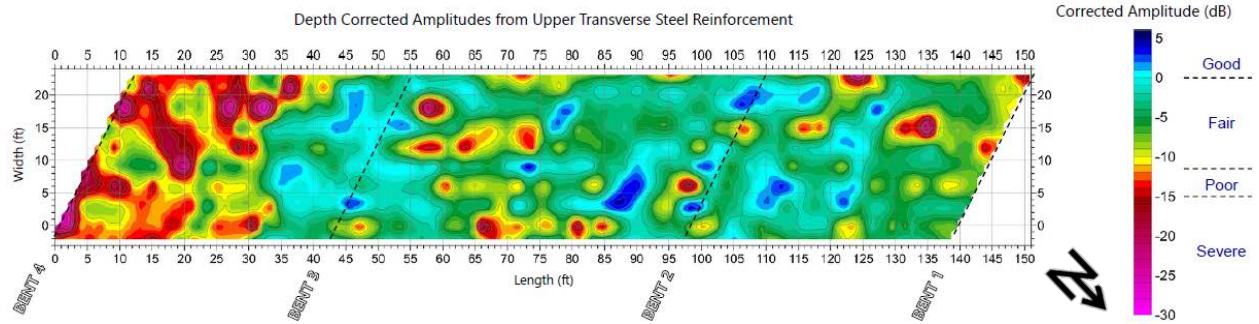 Depth Corrected Amplitudes from Upper Transverse Steel Reinforcement
Corrected Amplitude (dB)
0 5 10 15 20 25 30 35 40 45 50 55 60 65 70 75 80 85 90 95 100 105 110 115 120 125 130 135 140 145 150
Width (ft)
20
15
10
5
0
20
15
10
5
0
0 5 10 15 20 25 30 35 40 45 50 55 60 65 70 75 80 85 90 95 100 105 110 115 120 125 130 135 140 145 150
Length (ft)
BENT 4
BENT 3
BENT 2
BENT 1
N
5
0
-5
-10
-15
-20
-25
-30
Good
Fair
Poor
Severe